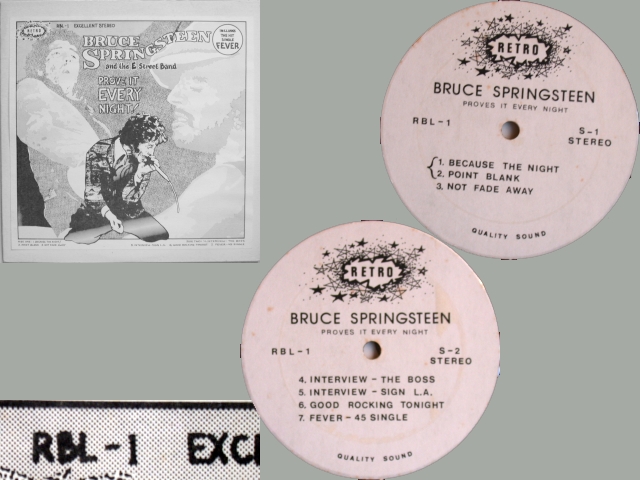 RETRO
RBL-1 EXCELLENT STEREO
BRUCE
SPRINGSTEEN
and the E Street Band
INCLUDING
THE HIT
SINGLE
FEVER
PROVE IT
EVERY
NIGHT!
RETRO
BRUCE SPRINGSTEEN
PROVES IT EVERY NIGHT
RBL-1
S-1
STEREO
1. BECAUSE THE NIGHT
2. POINT BLANK
3. NOT FADE AWAY
QUALITY SOUND
RETRO
BRUCE SPRINGSTEEN
PROVES IT EVERY NIGHT
RBL-1
S-2
STEREO
4. INTERVIEW - THE BOSS
5. INTERVIEW - SIGN L.A.
6. GOOD ROCKING TONIGHT
7. FEVER - 45 SINGLE
QUALITY SOUND
RBL-1 EXC